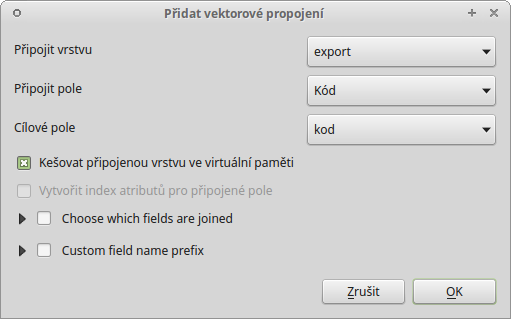 Přidat vektorové propojení
Připojit vrstvu
export
Připojit pole
Kód
Cílové pole
kod
Kešovat připojenou vrstvu ve virtuální paměti
Vytvořit index atributů pro připojené pole
Choose which fields are joined
Custom field name prefix
Zrušit
OK